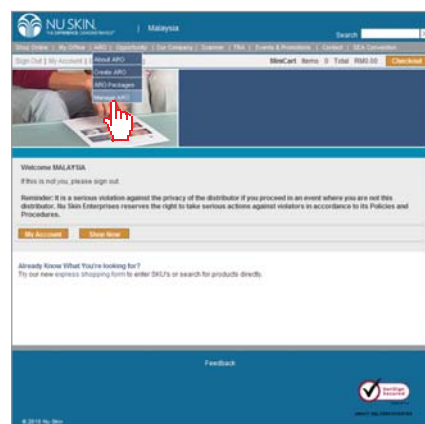 NU SKIN
THE DIFFERENCE. DEMONSTRATED.
| Malaysia
Search
Shop Online | My Office | ARO | Opportunity | Our Company | Scanner | TRA | Events & Promotions | Contact | SEA Convention
Sign Out | My Account |
MiniCart Items 0 Total RM0.00 Checkout
About ARO
Create ARO
ARO Packages
Manage ARO
Welcome MALAYSIA
If this is not you, please sign out.
Reminder: It is a serious violation against the privacy of the distributor if you proceed in an event where you are not this
distributor. Nu Skin Enterprises reserves the right to take serious actions against violators in accordance to its Policies and
Procedures.
My Account Shop Now
Already Know What You're looking for?
Try our new express shopping form to enter SKU's or search for products directly.
Feedback
VeriSign
Secured
ABOUT SSL CERTIFICATES
© 2010 Nu Skin